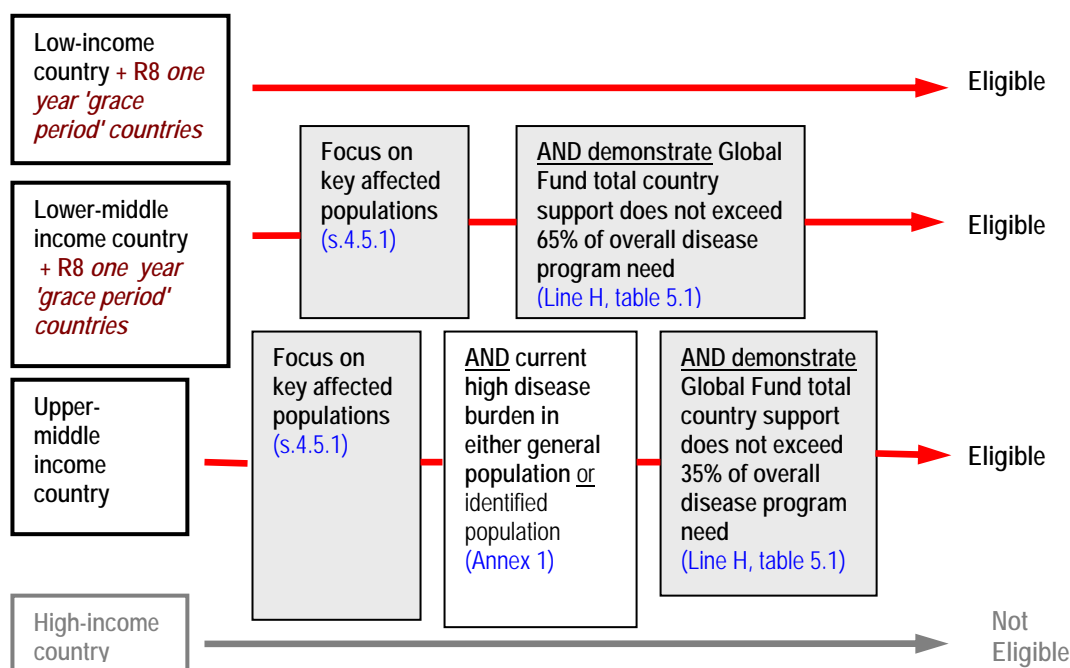 Low-income
country + R8 one
year 'grace
period' countries
Eligible
Lower-middle
income country
+ R8 one year
'grace period'
countries
Focus on
key affected
populations
(s.4.5.1)
AND demonstrate Global
Fund total country
support does not exceed
65% of overall disease
program need
(Line H, table 5.1)
Eligible
Upper-
middle
income
country
Focus on
key affected
populations
(s.4.5.1)
AND current
high disease
burden in
either general
population or
identified
population
(Annex 1)
AND demonstrate
Global Fund total
country support
does not exceed
35% of overall
disease program
need
(Line H, table 5.1)
Eligible
High-income
country
Not
Eligible